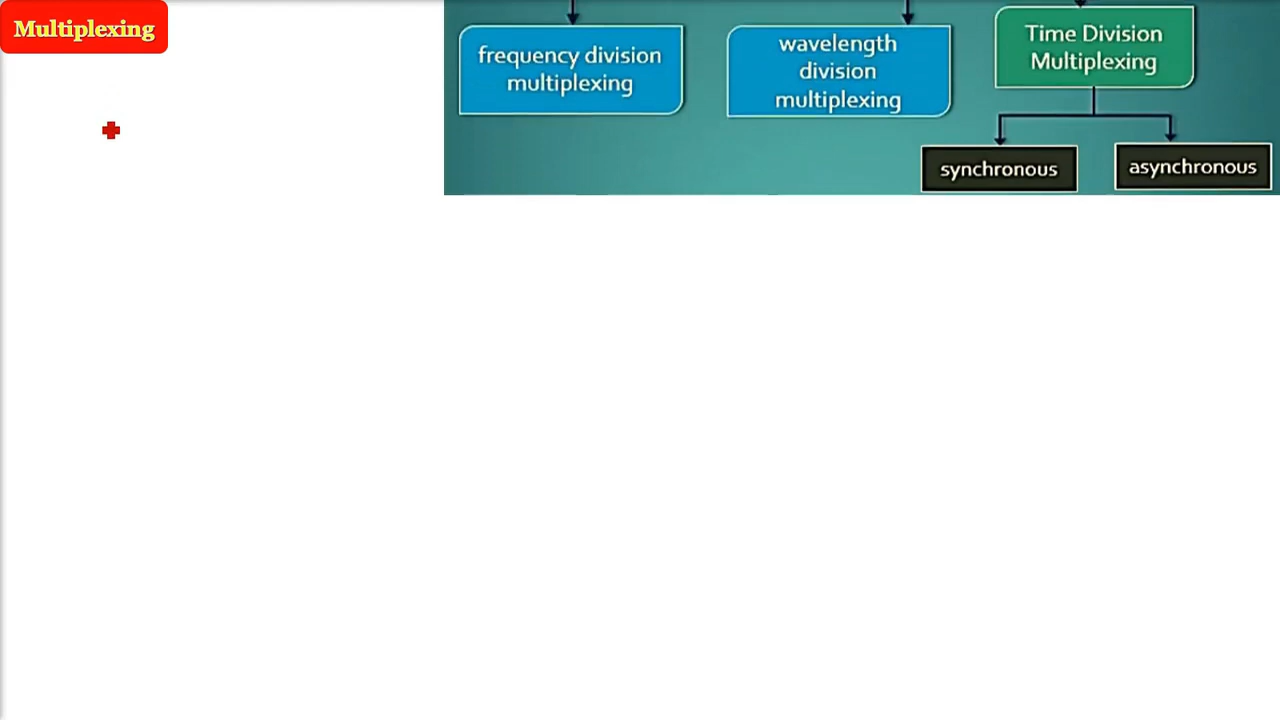 Multiplexing
frequency division
multiplexing
wavelength
division
multiplexing
Time Division
Multiplexing
synchronous
asynchronous